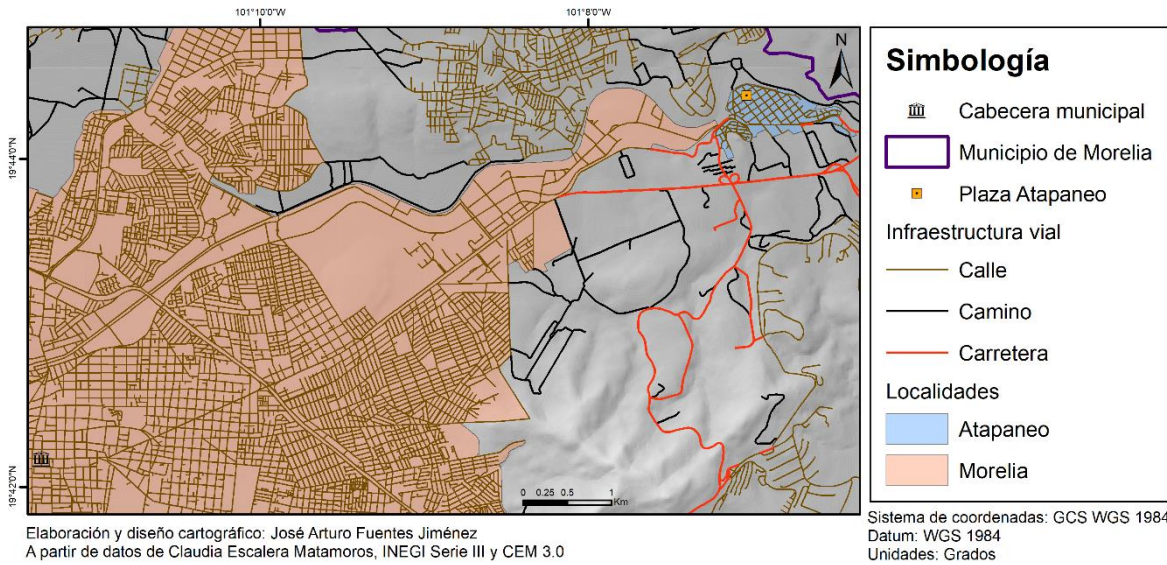 101°10'0"W
101°8'0"W
N
19°44'0"N
19°42'0"N
0 0.25 0.5 1
Km
Simbología
Cabecera municipal
Municipio de Morelia
Plaza Atapaneo
Infraestructura vial
Calle
Camino
Carretera
Localidades
Atapaneo
Morelia
Elaboración y diseño cartográfico: José Arturo Fuentes Jiménez
A partir de datos de Claudia Escalera Matamoros, INEGI Serie III y CEM 3.0
Sistema de coordenadas: GCS WGS 1984
Datum: WGS 1984
Unidades: Grados